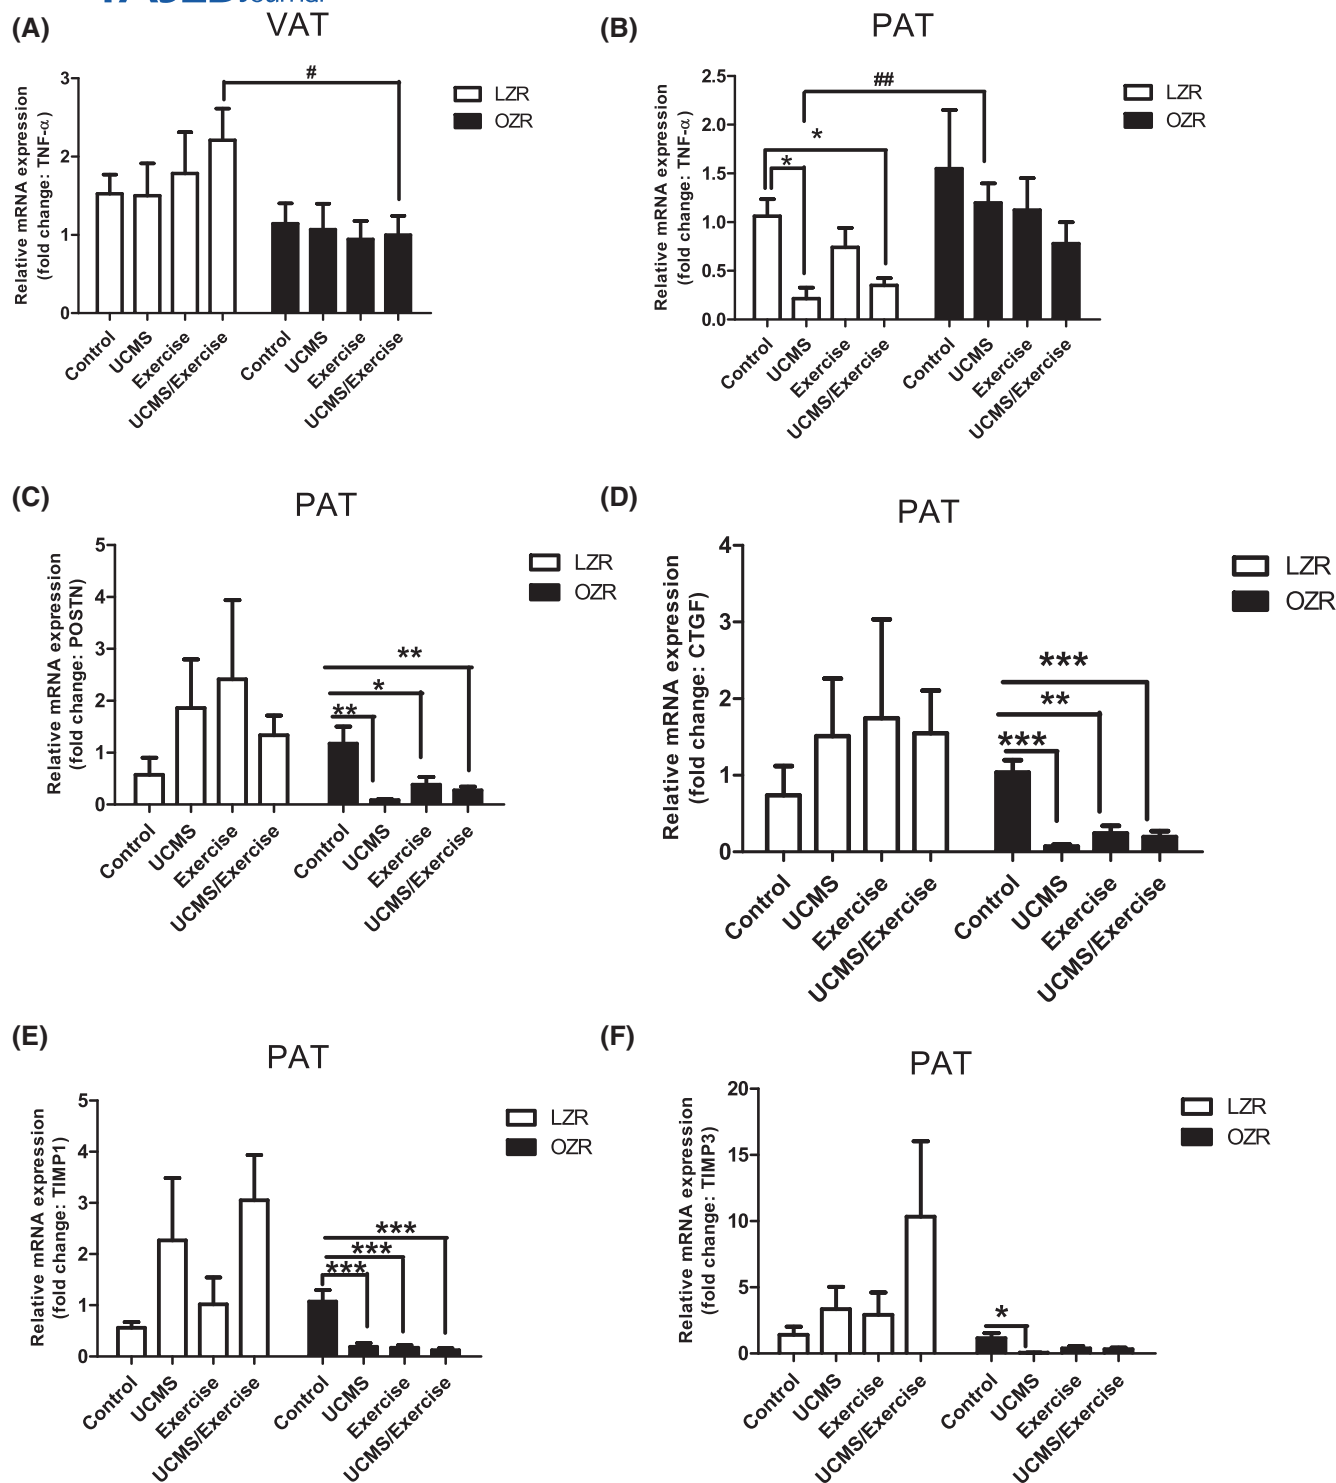 Journal
(A)
VAT
Relative mRNA expression
(fold change: TNF-α)
3
2
1
0
#
LZR
OZR
Control
UCMS
Exercise
UCMS/Exercise
Control
UCMS
Exercise
UCMS/Exercise
(B)
PAT
Relative mRNA expression
(fold change: TNF-α)
2.5
2.0
1.5
1.0
0.5
0.0
##
*
*
LZR
OZR
Control
UCMS
Exercise
UCMS/Exercise
Control
UCMS
Exercise
UCMS/Exercise
(C)
PAT
Relative mRNA expression
(fold change: POSTN)
5
4
3
2
1
0
**
*
**
LZR
OZR
Control
UCMS
Exercise
UCMS/Exercise
Control
UCMS
Exercise
UCMS/Exercise
(D)
PAT
Relative mRNA expression
(fold change: CTGF)
4
3
2
1
0
***
**
***
LZR
OZR
Control
UCMS
Exercise
UCMS/Exercise
Control
UCMS
Exercise
UCMS/Exercise
(E)
PAT
Relative mRNA expression
(fold change: TIMP1)
5
4
3
2
1
0
***
***
***
LZR
OZR
Control
UCMS
Exercise
UCMS/Exercise
Control
UCMS
Exercise
UCMS/Exercise
(F)
PAT
Relative mRNA expression
(fold change: TIMP3)
20
15
10
5
0
*
LZR
OZR
Control
UCMS
Exercise
UCMS/Exercise
Control
UCMS
Exercise
UCMS/Exercise